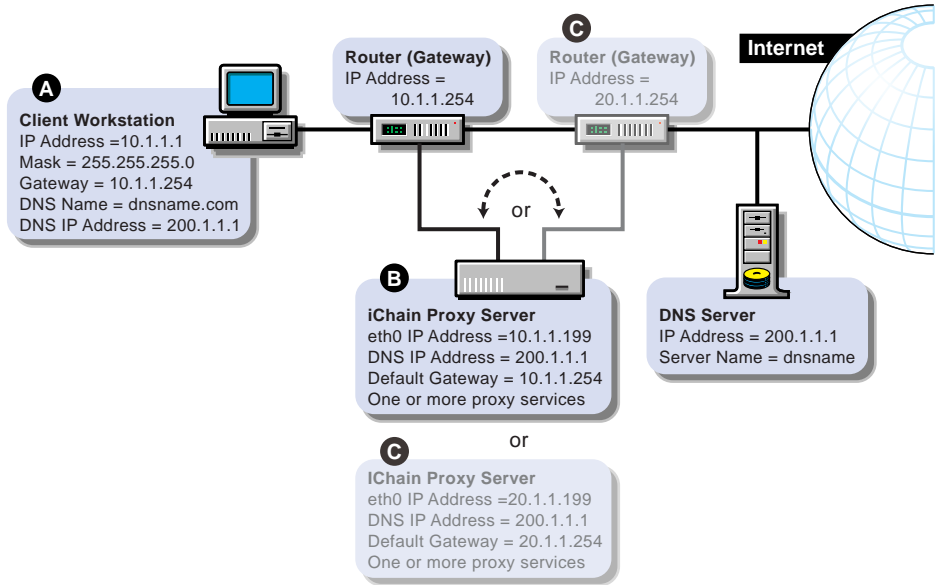 A
Client Workstation
IP Address =10.1.1.1
Mask = 255.255.255.0
Gateway = 10.1.1.254
DNS Name = dnsname.com
DNS IP Address = 200.1.1.1
Router (Gateway)
IP Address =
10.1.1.254
C
Router (Gateway)
IP Address =
20.1.1.254
Internet
or
B
iChain Proxy Server
eth0 IP Address =10.1.1.199
DNS IP Address = 200.1.1.1
Default Gateway = 10.1.1.254
One or more proxy services
DNS Server
IP Address = 200.1.1.1
Server Name = dnsname
or
C
IChain Proxy Server
eth0 IP Address =20.1.1.199
DNS IP Address = 200.1.1.1
Default Gateway = 20.1.1.254
One or more proxy services